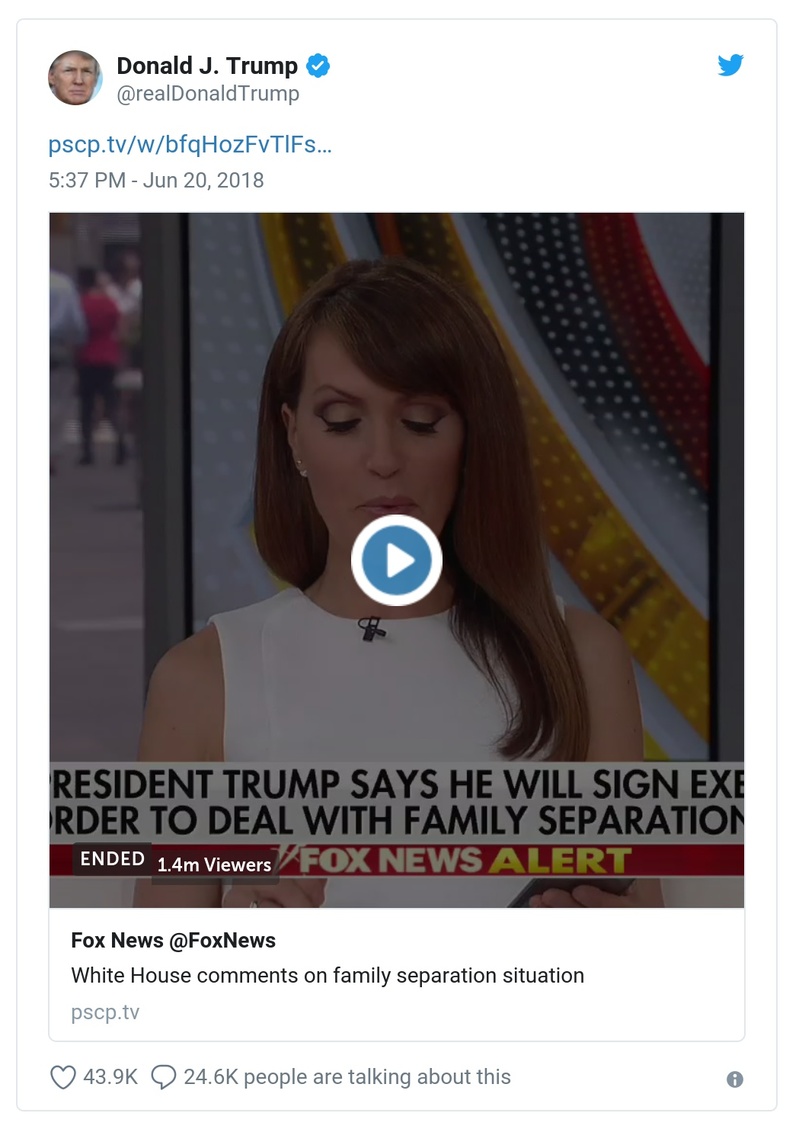 Donald J. Trump
@realDonaldTrump
pscp.tv/w/bfqHozFvTlFs…
5:37 PM - Jun 20, 2018
RESIDENT TRUMP SAYS HE WILL SIGN EXE
RDER TO DEAL WITH FAMILY SEPARATION
ENDED 1.4m Viewers FOX NEWS ALERT
Fox News @FoxNews
White House comments on family separation situation
pscp.tv
43.9K 24.6K people are talking about this